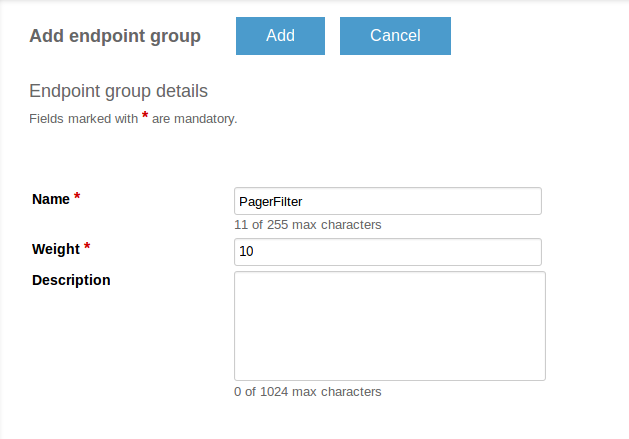 Add endpoint group Add Cancel
Endpoint group details
Fields marked with * are mandatory.
Name * PagerFilter
11 of 255 max characters
Weight * 10
Description
0 of 1024 max characters